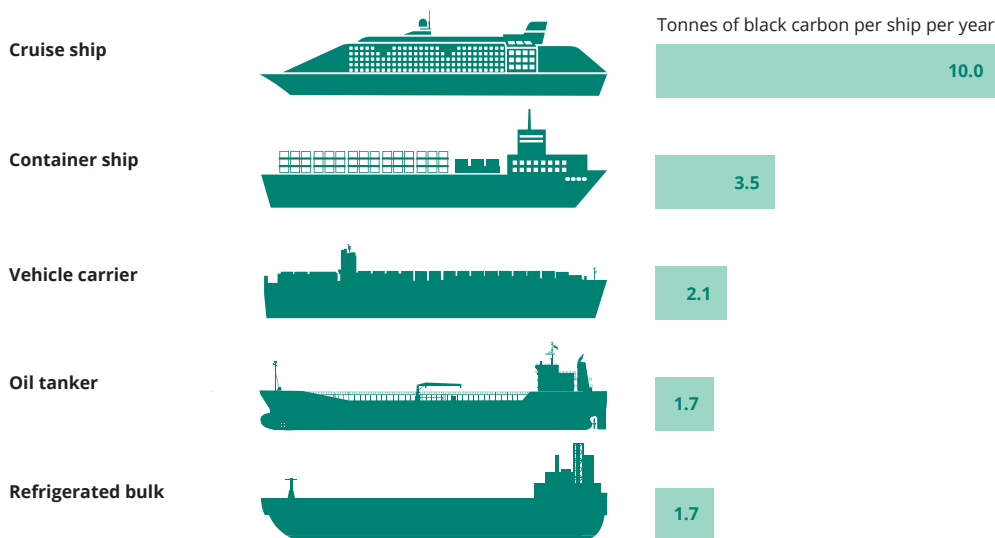 Tonnes of black carbon per ship per year
Cruise ship
10.0
Container ship
3.5
Vehicle carrier
2.1
Oil tanker
1.7
Refrigerated bulk
1.7